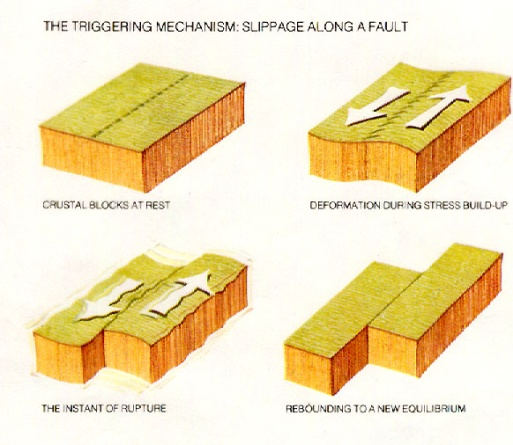 THE TRIGGERING MECHANISM: SLIPPAGE ALONG A FAULT
CRUSTAL BLOCKS AT REST
DEFORMATION DURING STRESS BUILD-UP
THE INSTANT OF RUPTURE
REBOUNDING TO A NEW EQUILIBRIUM